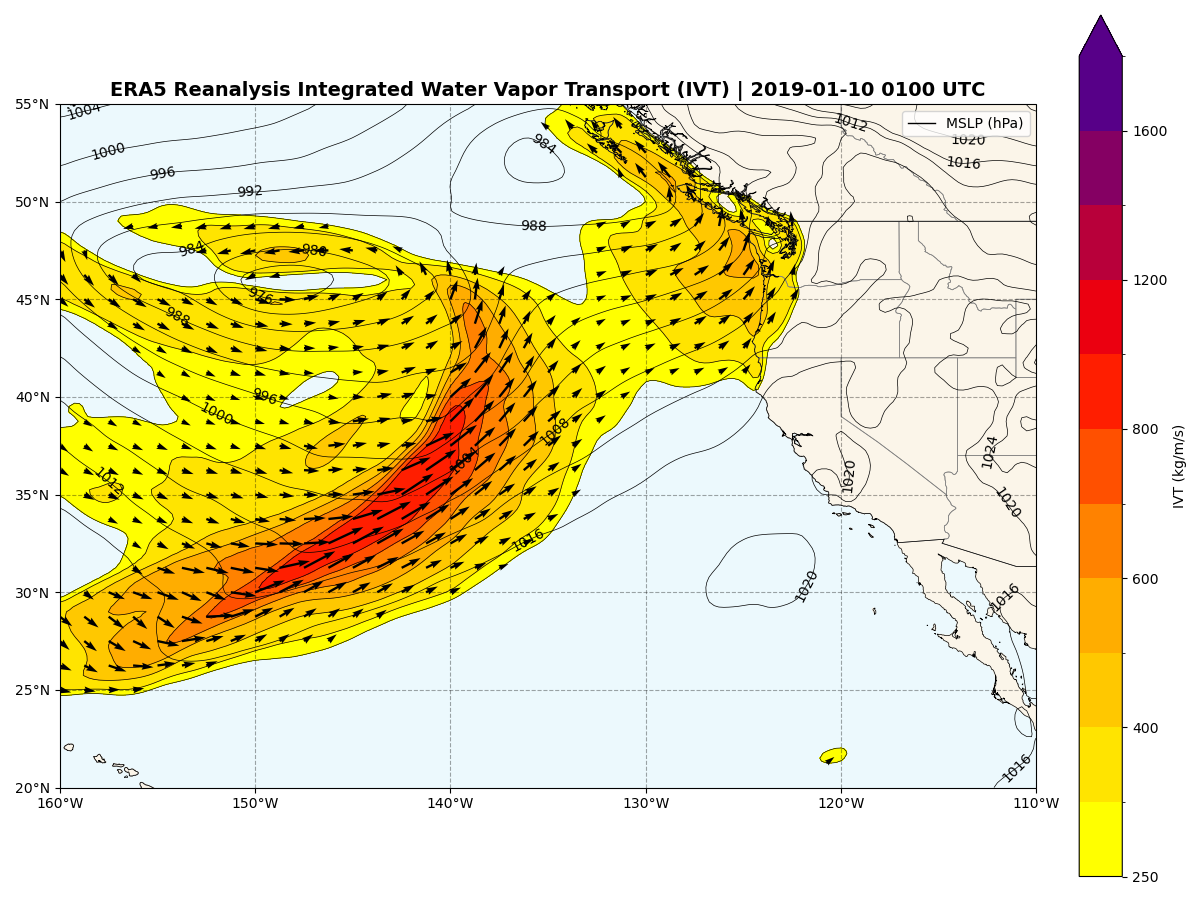 ERA5 Reanalysis Integrated Water Vapor Transport (IVT) | 2019-01-10 0100 UTC
MSLP (hPa)
55°N
50°N
45°N
40°N
35°N
30°N
25°N
20°N
160°W
150°W
140°W
130°W
120°W
110°W
1004
1000
996
992
984
988
984
980
976
988
996
1000
1012
1008
1004
1016
1012
1020
1016
1024
1020
1020
1020
1016
1016
1600
1200
800
600
400
250
IVT (kg/m/s)